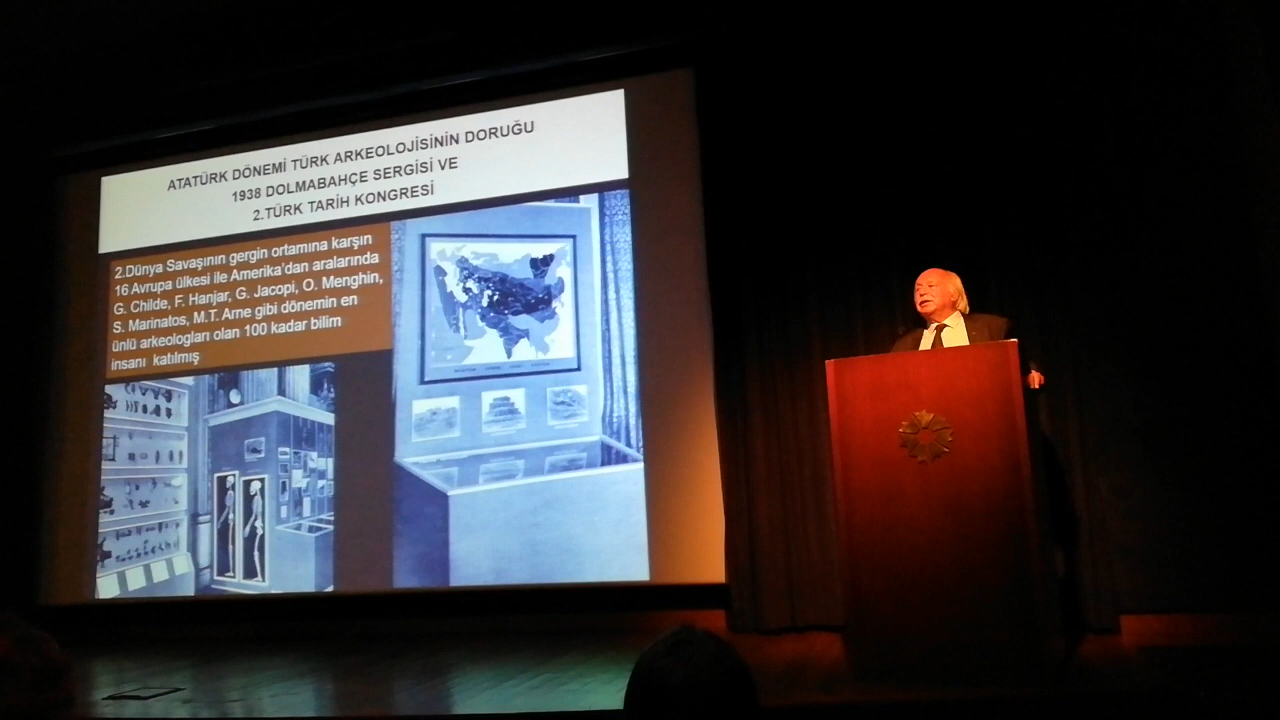 ATATÜRK DÖNEMİ TÜRK ARKEOLOJİSİNİN DORUĞU
1938 DOLMABAHÇE SERGİSİ VE
2.TÜRK TARİH KONGRESİ
2.Dünya Savaşının gergin ortamına karşın
16 Avrupa ülkesi ile Amerika'dan aralarında
G. Childe, F. Hanjar, G. Jacopi, O. Menghin,
S. Marinatos, M.T. Arne gibi dönemin en
ünlü arkeologları olan 100 kadar bilim
insanı katılmış